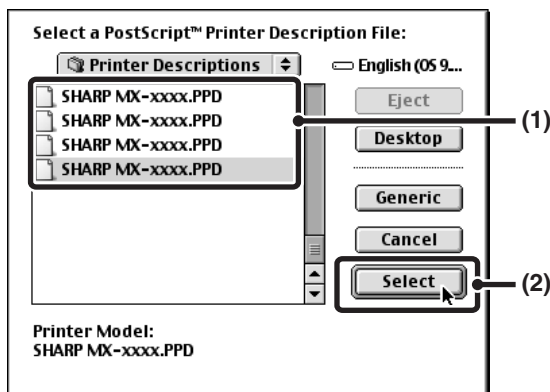 Select a PostScript™ Printer Description File:
Printer Descriptions
English (OS 9....
SHARP MX-xxxx.PPD
SHARP MX-xxxx.PPD
SHARP MX-xxxx.PPD
SHARP MX-xxxx.PPD
Eject
(1)
Desktop
Generic
Cancel
Select
(2)
Printer Model:
SHARP MX-xxxx.PPD